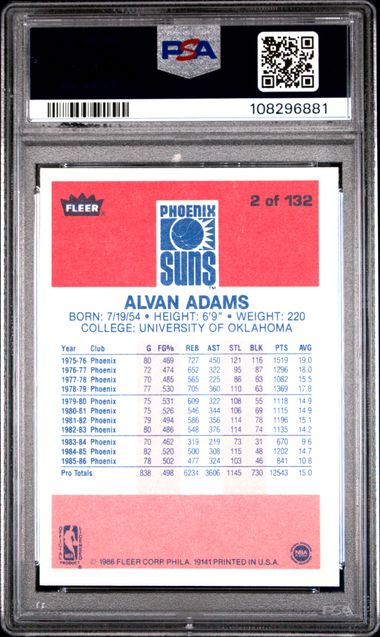 PSA
108296881
FLEER
2 of 132
PHOENIX
SUNS
ALVAN ADAMS
BORN: 7/19/54 • HEIGHT: 6'9" • WEIGHT: 220
COLLEGE: UNIVERSITY OF OKLAHOMA
Year Club G FG% REB AST STL BLK PTS AVG
1975-76 Phoenix 80 .469 727 450 121 116 1519 19.0
1976-77 Phoenix 72 .474 652 322 95 87 1296 18.0
1977-78 Phoenix 70 .485 565 225 86 63 1082 15.5
1978-79 Phoenix 77 .530 705 360 110 63 1369 17.8
1979-80 Phoenix 75 .531 609 322 108 55 1118 14.9
1980-81 Phoenix 75 .526 546 344 106 69 1115 14.9
1981-82 Phoenix 79 .494 586 356 114 78 1196 15.1
1982-83 Phoenix 80 .486 548 376 114 74 1135 14.2
1983-84 Phoenix 70 .462 319 219 73 31 670 9.6
1984-85 Phoenix 82 .520 500 308 115 48 1202 14.7
1985-86 Phoenix 78 .502 477 324 103 46 841 10.8
Pro Totals 838 .498 6234 3606 1145 730 12543 15.0
© 1986 FLEER CORP. PHILA. 19141 PRINTED IN U.S.A.
PSA